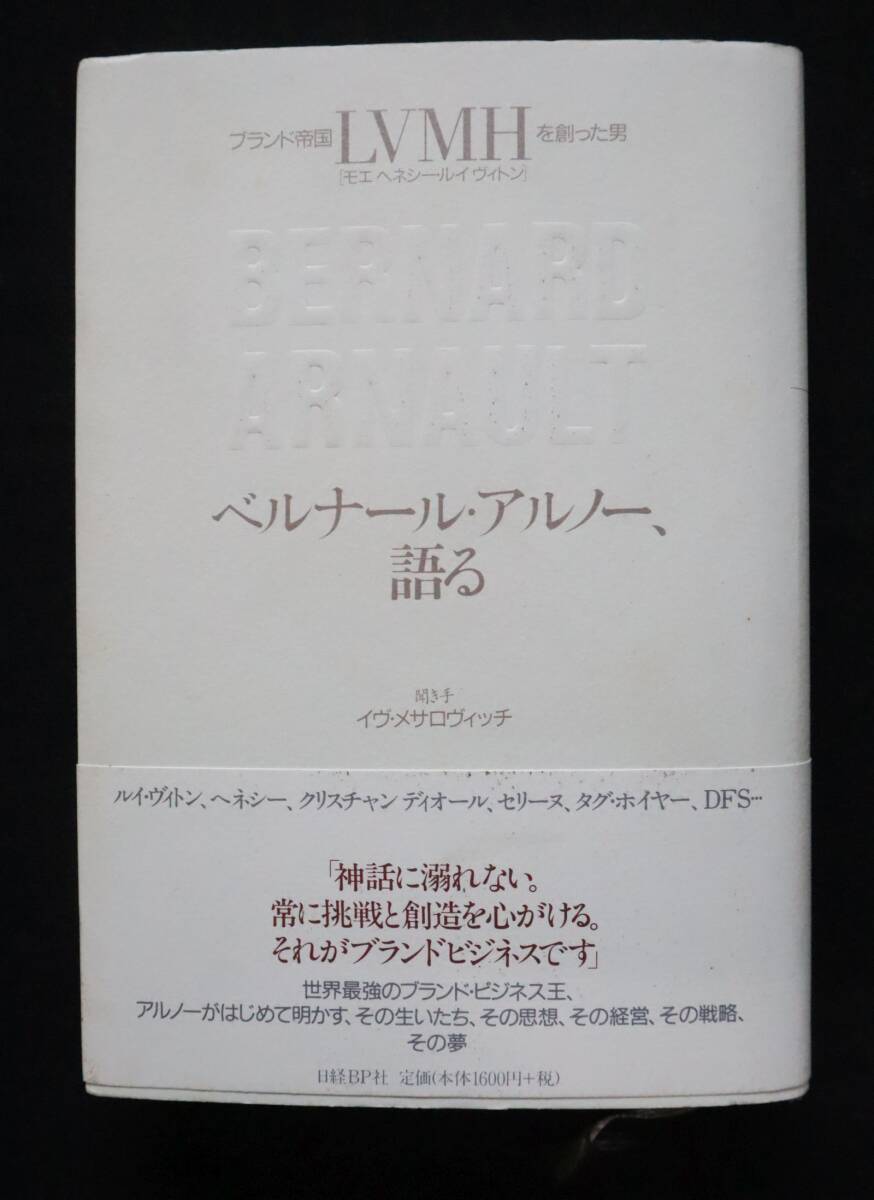 ブランド帝国LVMHを創った男
[モエ ヘネシー・ルイ ヴィトン]
BERNARD
ARNAULT
ベルナール・アルノー、
語る
聞き手
イヴ・メサロヴィッチ
ルイ・ヴィトン、ヘネシー、クリスチャン ディオール、セリーヌ、タグ・ホイヤー、DFS…
「神話に溺れない。
常に挑戦と創造を心がける。
それがブランドビジネスです」
世界最強のブランド・ビジネス王、
アルノーがはじめて明かす、その生いたち、その思想、その経営、その戦略、
その夢
日経BP社 定価(本体1600円+税)